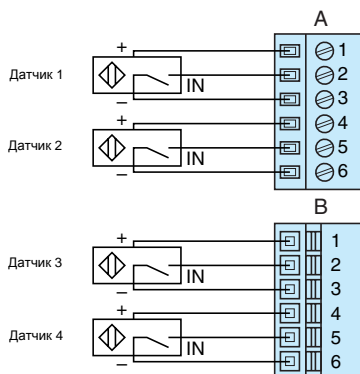 A
+ 1
Датчик 1 2
– IN 3
+ 4
Датчик 2 5
– IN 6
B
+ 1
Датчик 3 2
– IN 3
+ 4
Датчик 4 5
– IN 6